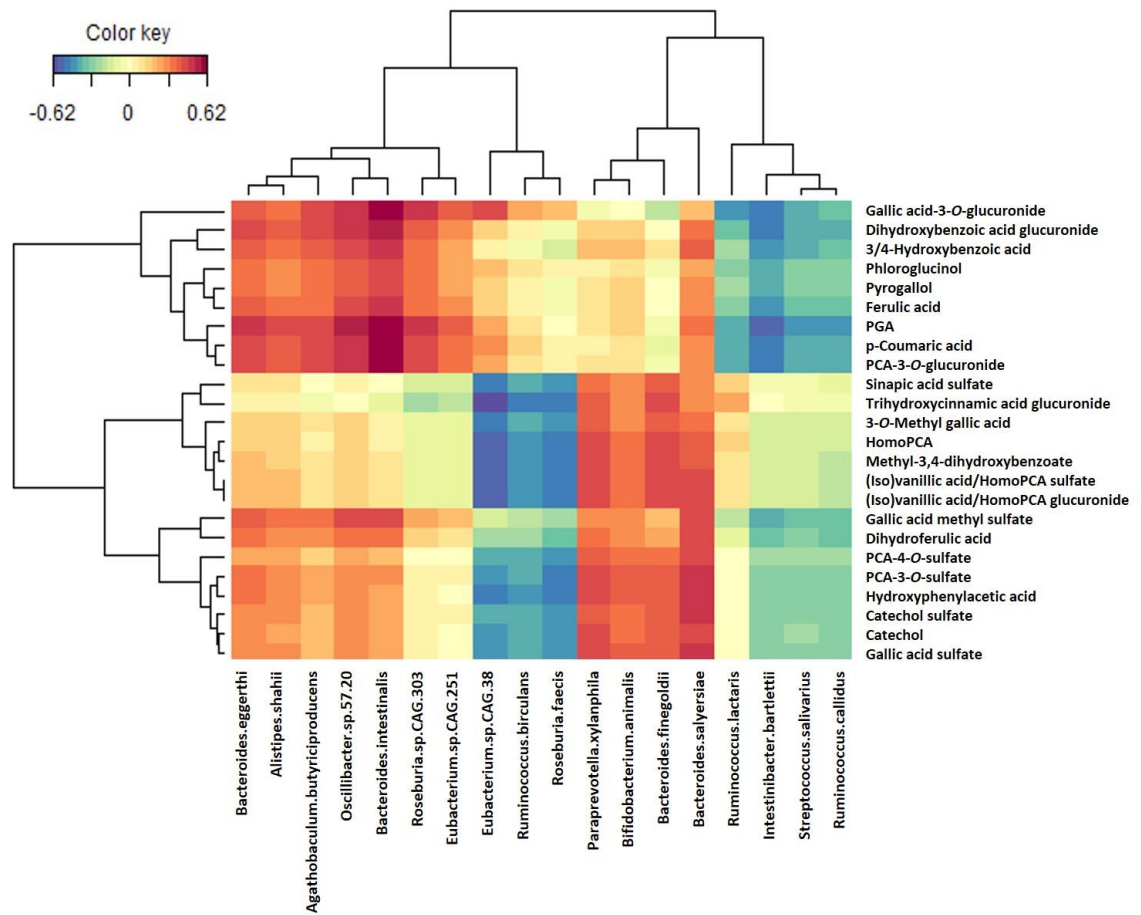 Color key
-0.62 0 0.62
Gallic acid-3-O-glucuronide
Dihydroxybenzoic acid glucuronide
3/4-Hydroxybenzoic acid
Phloroglucinol
Pyrogallol
Ferulic acid
PGA
p-Coumaric acid
PCA-3-O-glucuronide
Sinapic acid sulfate
Trihydroxycinnamic acid glucuronide
3-O-Methyl gallic acid
HomoPCA
Methyl-3,4-dihydroxybenzoate
(Iso)vanillic acid/HomoPCA sulfate
(Iso)vanillic acid/HomoPCA glucuronide
Gallic acid methyl sulfate
Dihydroferulic acid
PCA-4-O-sulfate
PCA-3-O-sulfate
Hydroxyphenylacetic acid
Catechol sulfate
Catechol
Gallic acid sulfate
Bacteroides.eggerthi
Alistipes.shahii
Agathobaculum.butyriciproducens
Oscillibacter.sp.57.20
Bacteroides.intestinalis
Roseburia.sp.CAG.303
Eubacterium.sp.CAG.251
Eubacterium.sp.CAG.38
Ruminococcus.birculans
Roseburia.faecis
Paraprevotella.xylanphila
Bifidobacterium.animalis
Bacteroides.finegoldii
Bacteroides.salyersiae
Ruminococcus.lactaris
Intestinibacter.bartlettii
Streptococcus.salivarius
Ruminococcus.callidus